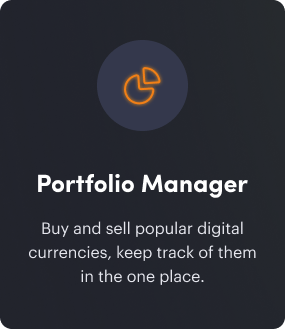 Portfolio Manager
Buy and sell popular digital
currencies, keep track of them
in the one place.